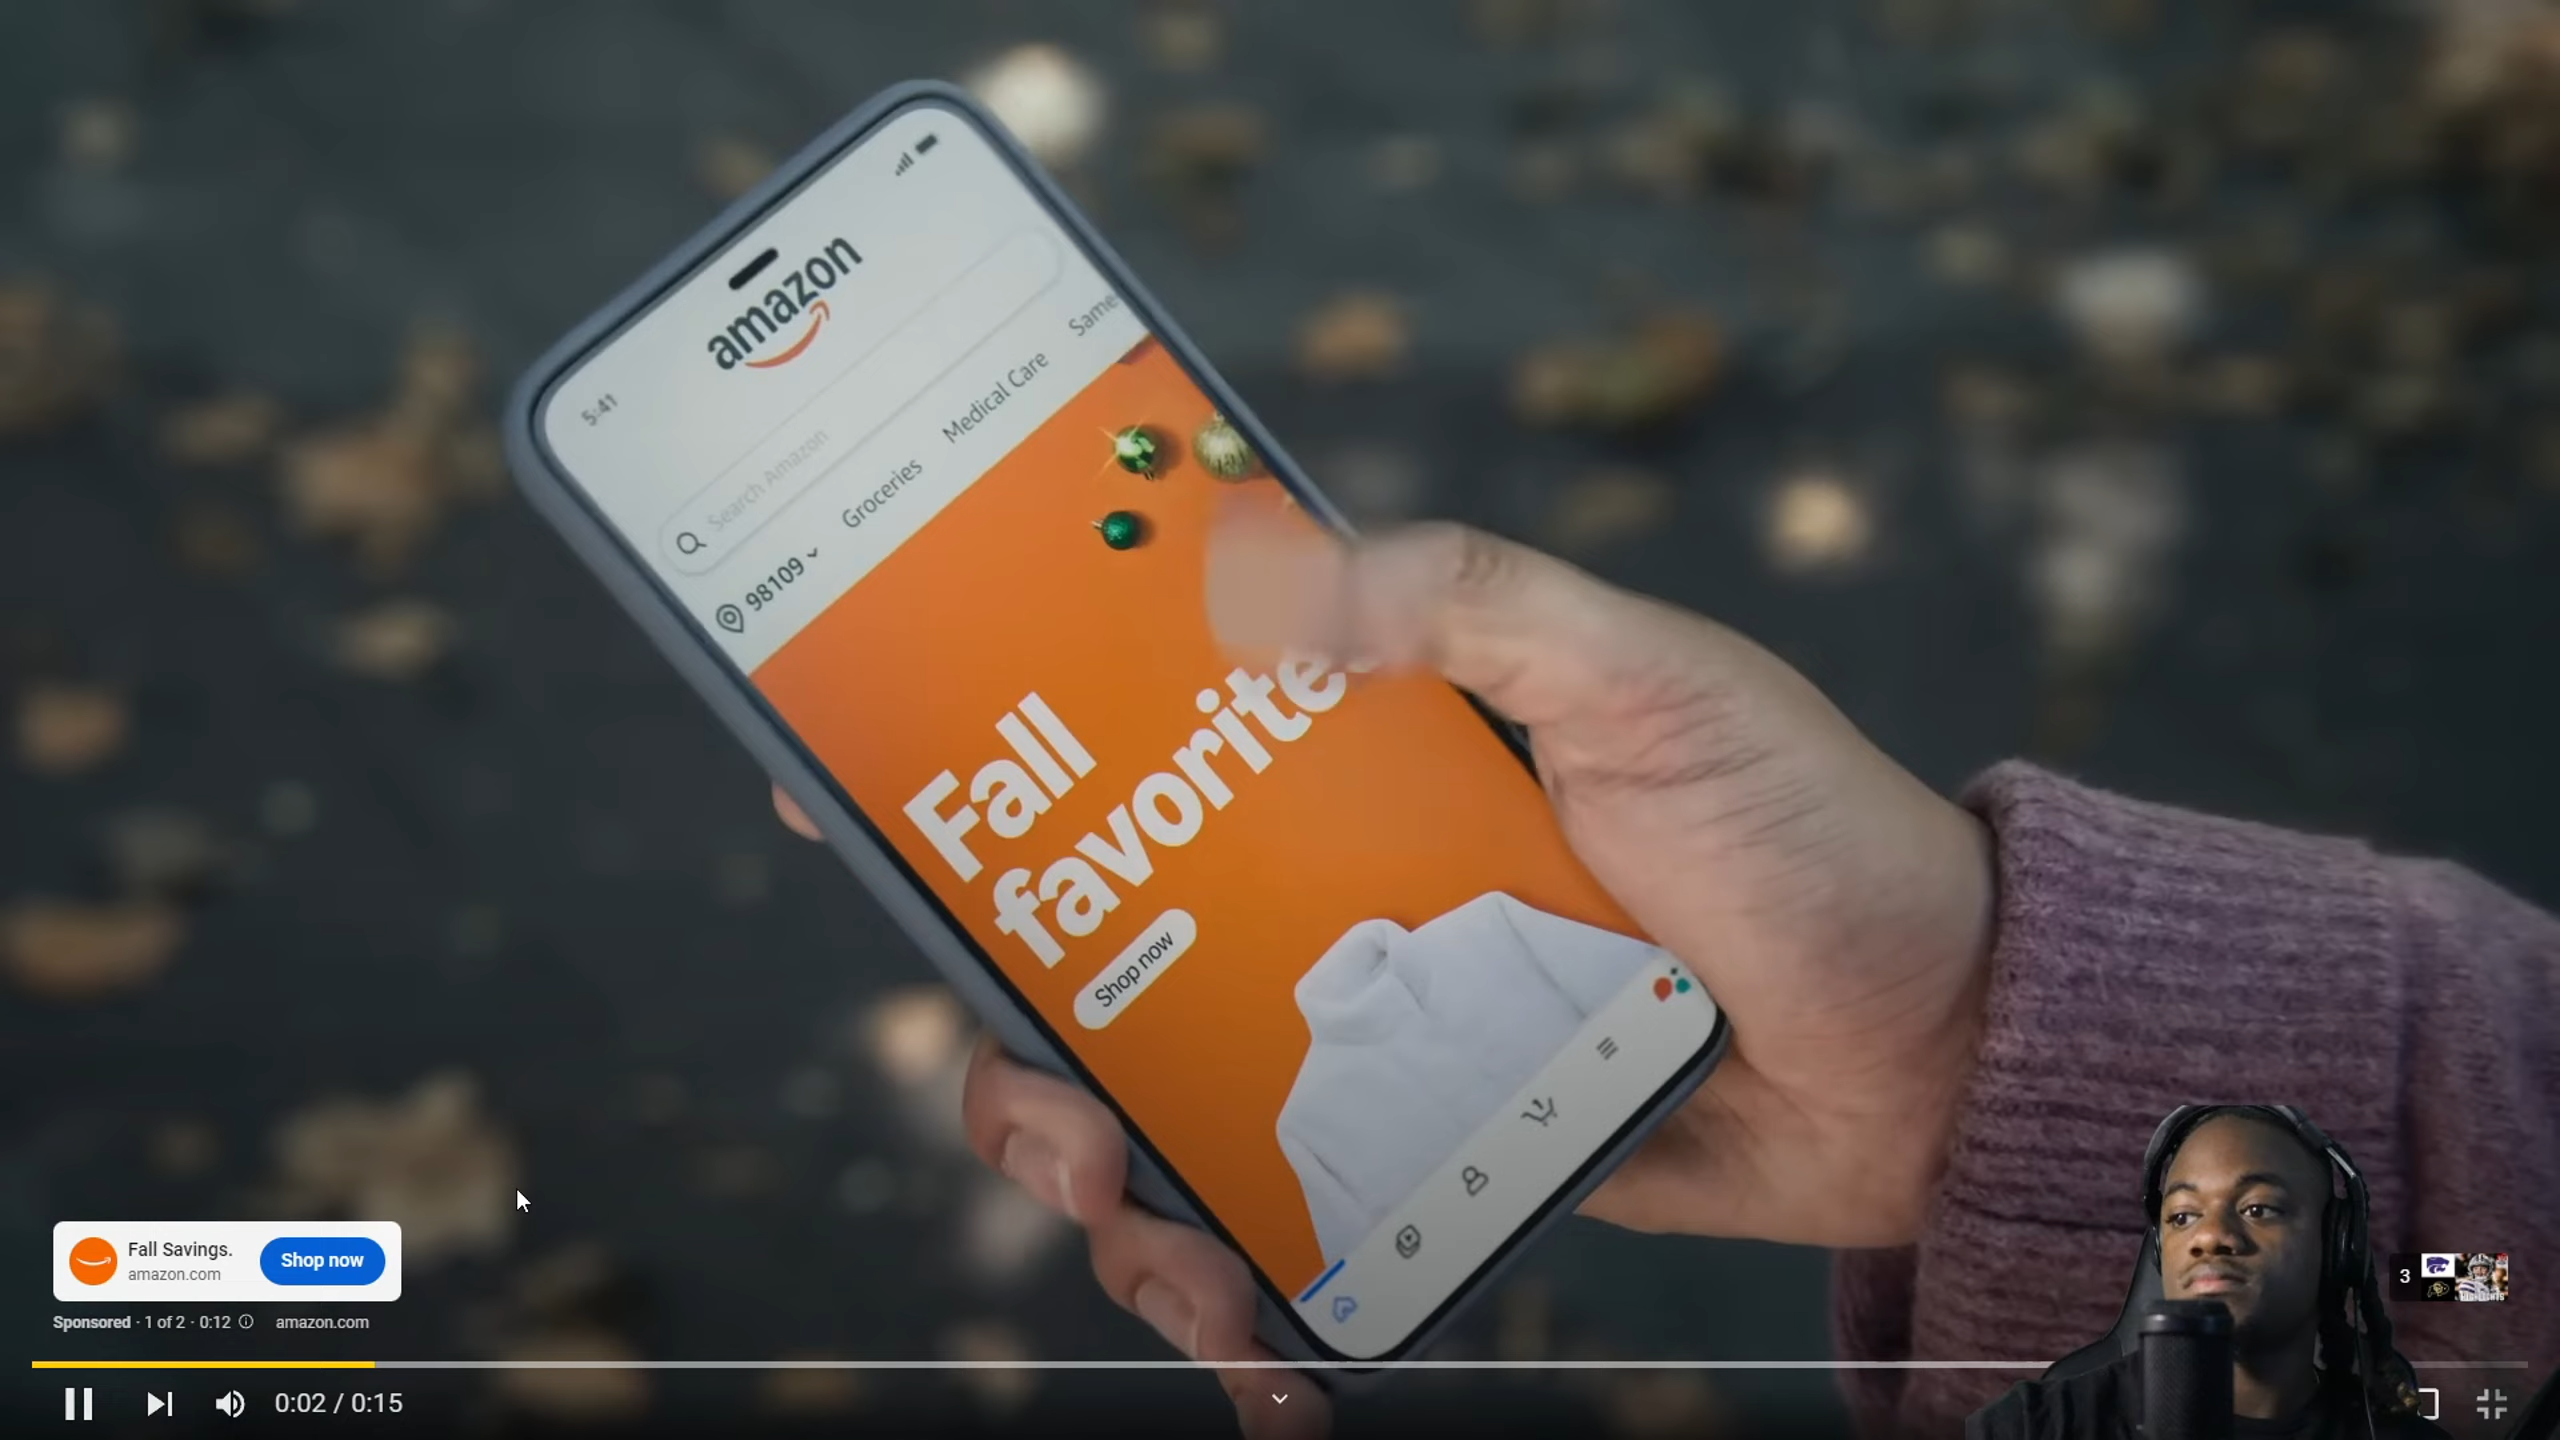 5:41
amazon
Search Amazon
98109
Groceries
Medical Care
Same
Fall
favorite
Shop now
Fall Savings.
amazon.com
Shop now
Sponsored · 1 of 2 · 0:12
amazon.com
3
0:02 / 0:15